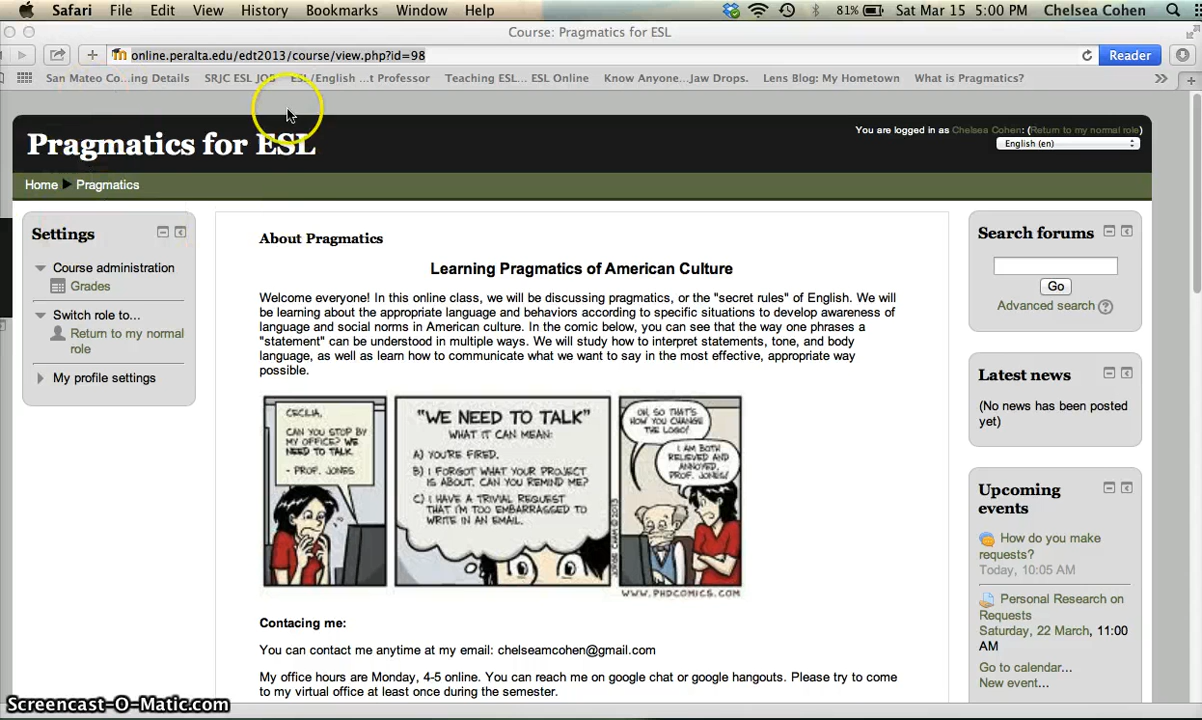 Safari File Edit View History Bookmarks Window Help 81% Sat Mar 15 5:00 PM Chelsea Cohen
Course: Pragmatics for ESL
online.peralta.edu/edt2013/course/view.php?id=98 Reader
San Mateo Co...ing Details SRJC ESL JOB ESL/English ...t Professor Teaching ESL... ESL Online Know Anyone...Jaw Drops. Lens Blog: My Hometown What is Pragmatics?
Pragmatics for ESL
You are logged in as Chelsea Cohen: (Return to my normal role)
English (en)
Home Pragmatics
Settings
Course administration
Grades
Switch role to...
Return to my normal
role
My profile settings
About Pragmatics
Learning Pragmatics of American Culture
Welcome everyone! In this online class, we will be discussing pragmatics, or the "secret rules" of English. We will
be learning about the appropriate language and behaviors according to specific situations to develop awareness of
language and social norms in American culture. In the comic below, you can see that the way one phrases a
"statement" can be understood in multiple ways. We will study how to interpret statements, tone, and body
language, as well as learn how to communicate what we want to say in the most effective, appropriate way
possible.
CECILIA,
CAN YOU STOP BY
MY OFFICE? WE
NEED TO TALK.
- PROF. JONES
"WE NEED TO TALK"
WHAT IT CAN MEAN:
A) YOU'RE FIRED.
B) I FORGOT WHAT YOUR PROJECT
IS ABOUT. CAN YOU REMIND ME?
C) I HAVE A TRIVIAL REQUEST
THAT I'M TOO EMBARRASSED TO
WRITE IN AN EMAIL.
OH, SO THAT'S
HOW YOU CHANGE
THE LOGO!
I AM BOTH
RELIEVED AND
ANNOYED,
PROF. JONES!
JORGE CHAM © 2013
WWW.PHDCOMICS.COM
Contacing me:
You can contact me anytime at my email: chelseamcohen@gmail.com
My office hours are Monday, 4-5 online. You can reach me on google chat or google hangouts. Please try to come
to my virtual office at least once during the semester.
Search forums
Go
Advanced search
Latest news
(No news has been posted
yet)
Upcoming
events
How do you make
requests?
Today, 10:05 AM
Personal Research on
Requests
Saturday, 22 March, 11:00
AM
Go to calendar...
New event...
Screencast-O-Matic.com